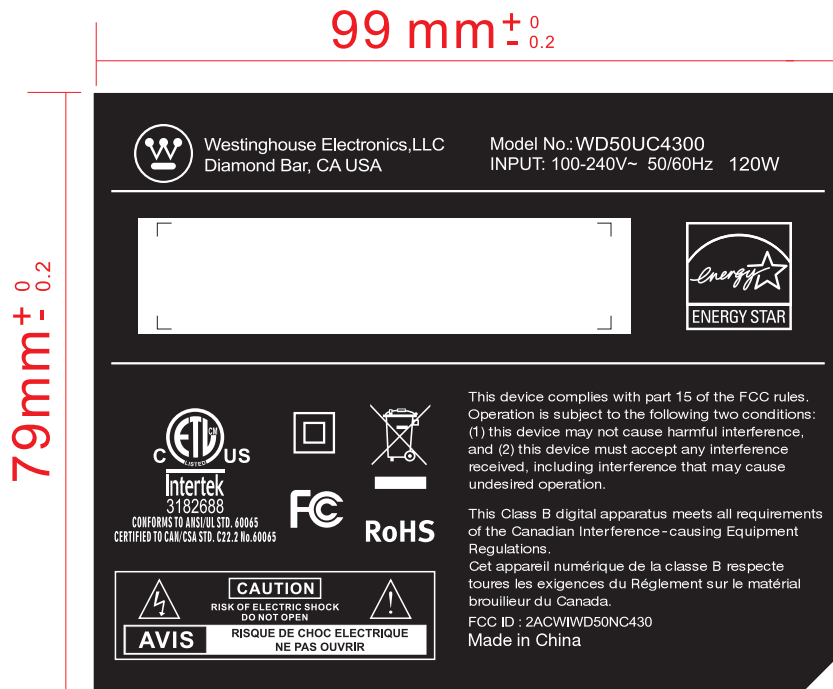 99 mm ± 0 0.2
79mm ± 0 0.2
W
Westinghouse Electronics,LLC
Diamond Bar, CA USA
Model No.: WD50UC4300
INPUT: 100-240V~ 50/60Hz 120W
energy
ENERGY STAR
C ETL CM US
LISTED
Intertek
3182688
CONFORMS TO ANSI/UL STD. 60065
CERTIFIED TO CAN/CSA STD. C22.2 No.60065
FC
RoHS
CAUTION
RISK OF ELECTRIC SHOCK
DO NOT OPEN
AVIS
RISQUE DE CHOC ELECTRIQUE
NE PAS OUVRIR
This device complies with part 15 of the FCC rules.
Operation is subject to the following two conditions:
(1) this device may not cause harmful interference,
and (2) this device must accept any interference
received, including interference that may cause
undesired operation.
This Class B digital apparatus meets all requirements
of the Canadian Interference-causing Equipment
Regulations.
Cet appareil numérique de la classe B respecte
toures les exigences du Réglement sur le matérial
brouilleur du Canada.
FCC ID : 2ACWIWD50NC430
Made in China